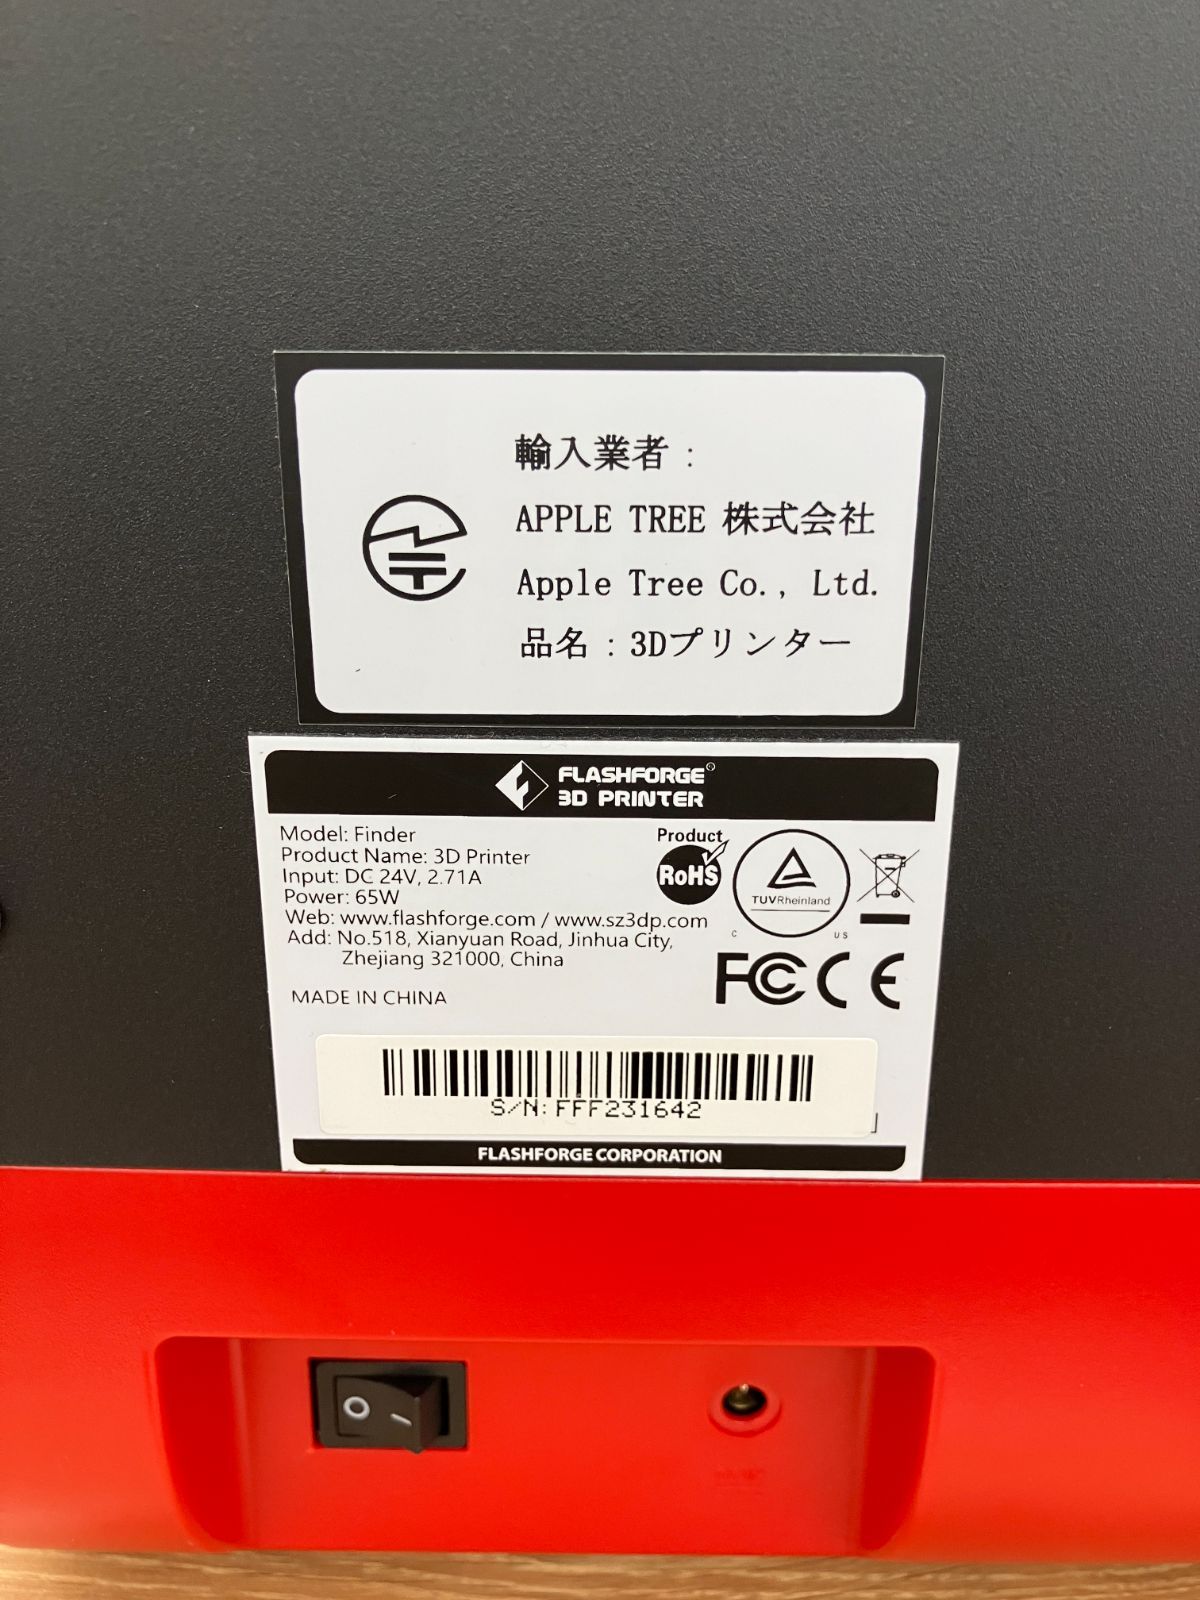 輸入業者：
APPLE TREE 株式会社
Apple Tree Co., Ltd.
品名：3Dプリンター
FLASHFORGE®
3D PRINTER
Model: Finder
Product Name: 3D Printer
Input: DC 24V, 2.71A
Power: 65W
Web: www.flashforge.com / www.sz3dp.com
Add: No.518, Xianyuan Road, Jinhua City,
Zhejiang 321000, China
MADE IN CHINA
Product
RoHS
TUVRheinland
C US
FC CE
S/N: FFF231642
FLASHFORGE CORPORATION
O –